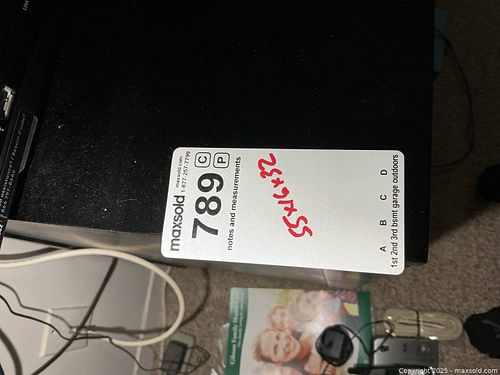 maxsold
maxsold.com
1-877-257-7799
789
C
P
notes and measurements
55x16x32
A B C D
1st 2nd 3rd bsmt garage outdoors
Copyright 2025 - maxsold.com